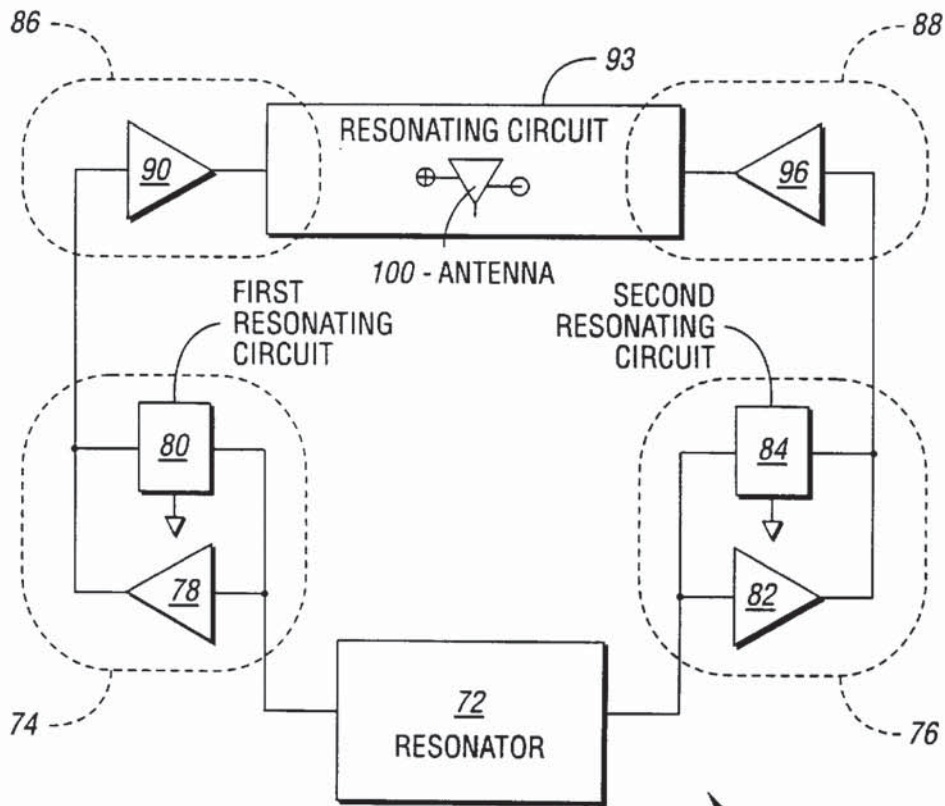 86
88
93
RESONATING CIRCUIT
90
96
100 - ANTENNA
FIRST
RESONATING
CIRCUIT
SECOND
RESONATING
CIRCUIT
80
84
78
82
74
72
RESONATOR
76